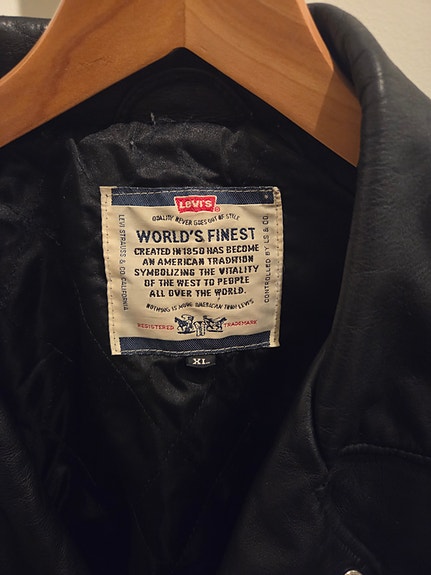 LEVI'S
QUALITY NEVER GOES OUT OF STYLE
WORLD'S FINEST
CREATED IN 1850 HAS BECOME
AN AMERICAN TRADITION
SYMBOLIZING THE VITALITY
OF THE WEST TO PEOPLE
ALL OVER THE WORLD.
NOTHING IS MORE AMERICAN THAN LEVI'S
REGISTERED TRADEMARK
LEVI STRAUSS & CO. CALIFORNIA
CONTROLLED BY LS & CO.
XL